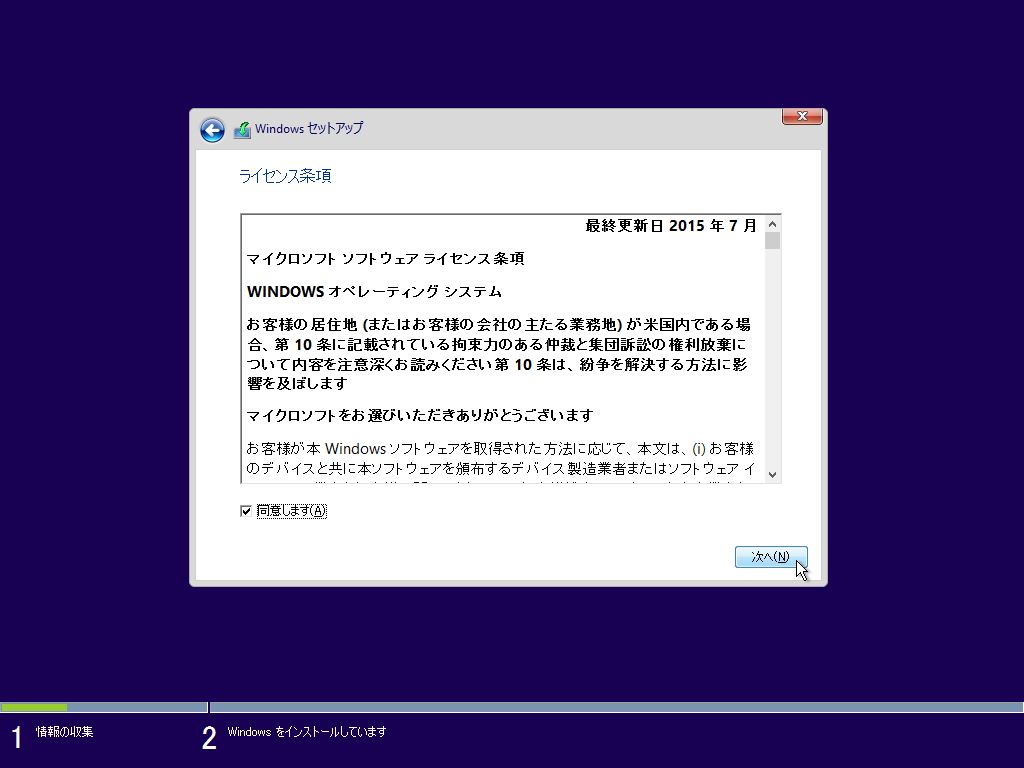 Windows セットアップ
ライセンス条項
最終更新日 2015 年 7 月
マイクロソフト ソフトウェア ライセンス条項
WINDOWS オペレーティング システム
お客様の居住地 (またはお客様の会社の主たる業務地) が米国内である場
合、第 10 条に記載されている拘束力のある仲裁と集団訴訟の権利放棄に
ついて内容を注意深くお読みください第 10 条は、紛争を解決する方法に影
響を及ぼします
マイクロソフトをお選びいただきありがとうございます
お客様が本 Windows ソフトウェアを取得された方法に応じて、本文は、(i) お客様
のデバイスと共に本ソフトウェアを頒布するデバイス製造業者またはソフトウェア イ
同意します(A)
次へ(N)
1 情報の収集
2 Windows をインストールしています